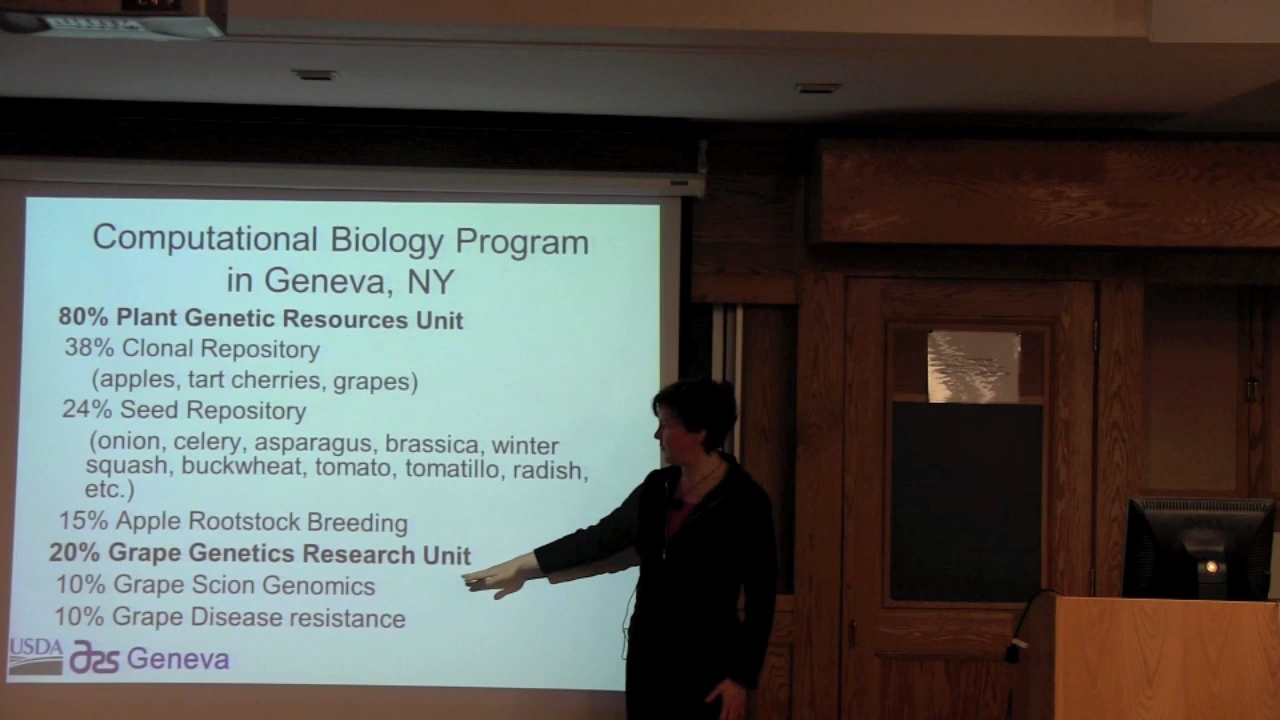 Computational Biology Program
in Geneva, NY
80% Plant Genetic Resources Unit
38% Clonal Repository
(apples, tart cherries, grapes)
24% Seed Repository
(onion, celery, asparagus, brassica, winter
squash, buckwheat, tomato, tomatillo, radish,
etc.)
15% Apple Rootstock Breeding
20% Grape Genetics Research Unit
10% Grape Scion Genomics
10% Grape Disease resistance
USDA ars Geneva